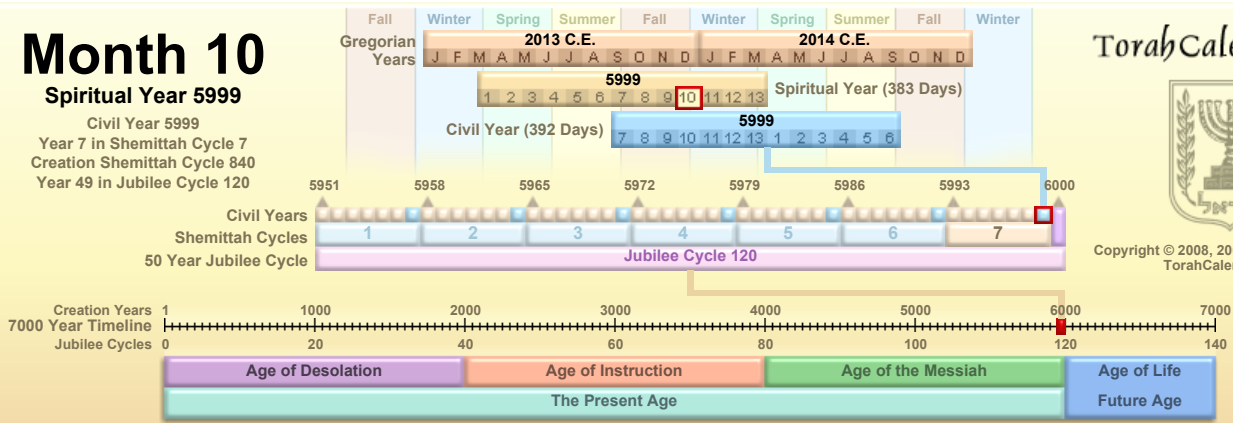 Fall Winter Spring Summer Fall Winter Spring Summer Fall Winter
Month 10
Spiritual Year 5999
Civil Year 5999
Year 7 in Shemittah Cycle 7
Creation Shemittah Cycle 840
Year 49 in Jubilee Cycle 120
Gregorian
Years
2013 C.E. 2014 C.E.
J F M A M J J A S O N D J F M A M J J A S O N D
5999
1 2 3 4 5 6 7 8 9 10 11 12 13
Spiritual Year (383 Days)
Civil Year (392 Days)
5999
7 8 9 10 11 12 13 1 2 3 4 5 6
TorahCale
5951 5958 5965 5972 5979 5986 5993 6000
Civil Years
Shemittah Cycles 1 2 3 4 5 6 7
50 Year Jubilee Cycle Jubilee Cycle 120
Copyright © 2008, 20
TorahCale
Creation Years 1 1000 2000 3000 4000 5000 6000 7000
7000 Year Timeline
Jubilee Cycles 0 20 40 60 80 100 120 140
Age of Desolation Age of Instruction Age of the Messiah Age of Life
The Present Age Future Age